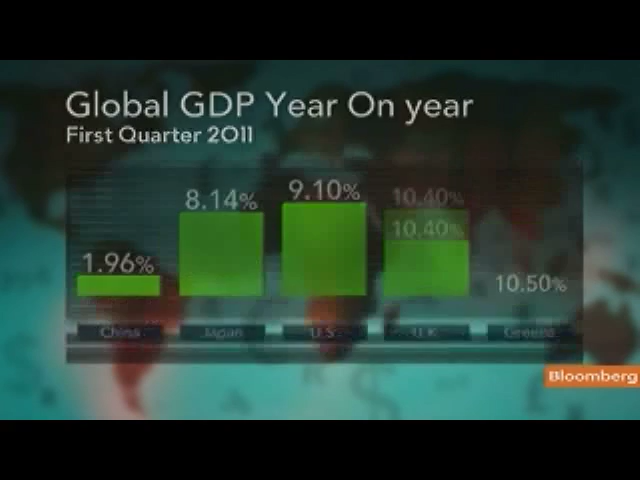 Global GDP Year On year
First Quarter 2011
1.96%
8.14%
9.10%
10.40%
10.40%
10.50%
China
Japan
U.S.
U.K.
Greece
Bloomberg